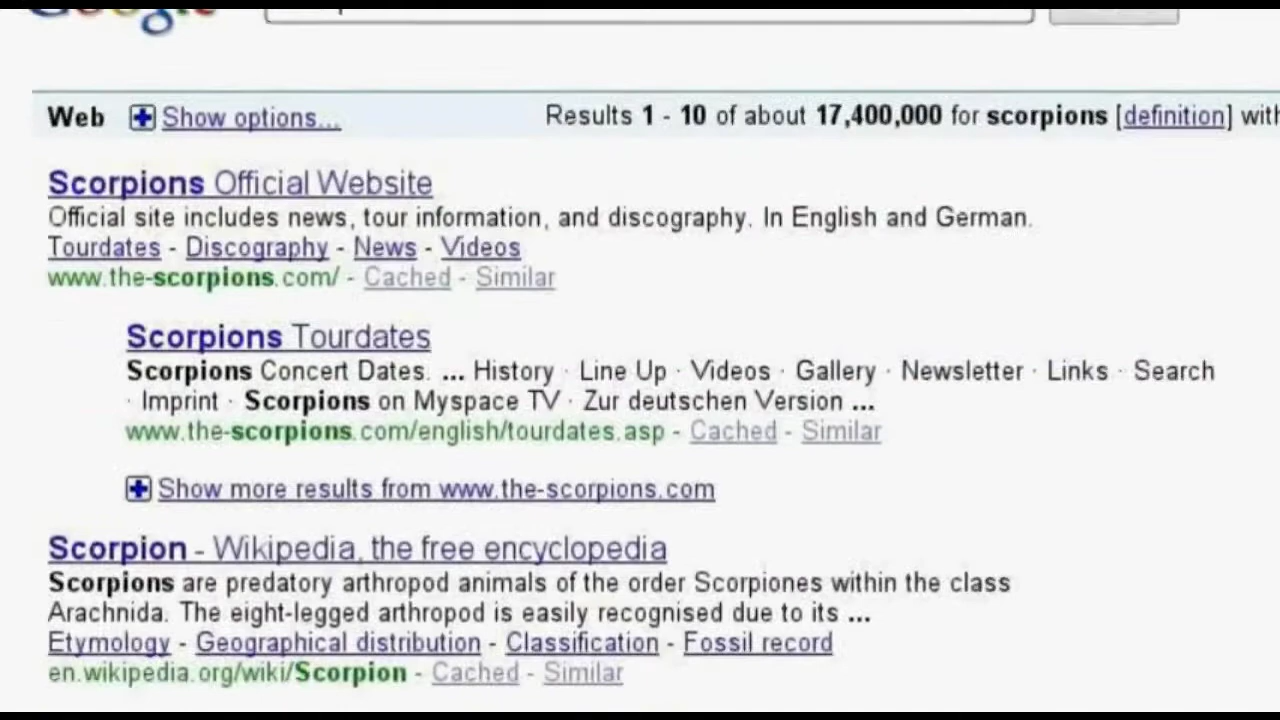 Google
Web Show options... Results 1 - 10 of about 17,400,000 for scorpions [definition] with
Scorpions Official Website
Official site includes news, tour information, and discography. In English and German.
Tourdates - Discography - News - Videos
www.the-scorpions.com/ - Cached - Similar
Scorpions Tourdates
Scorpions Concert Dates. ... History · Line Up · Videos · Gallery · Newsletter · Links · Search
· Imprint · Scorpions on Myspace TV · Zur deutschen Version ...
www.the-scorpions.com/english/tourdates.asp - Cached - Similar
Show more results from www.the-scorpions.com
Scorpion - Wikipedia, the free encyclopedia
Scorpions are predatory arthropod animals of the order Scorpiones within the class
Arachnida. The eight-legged arthropod is easily recognised due to its ...
Etymology - Geographical distribution - Classification - Fossil record
en.wikipedia.org/wiki/Scorpion - Cached - Similar